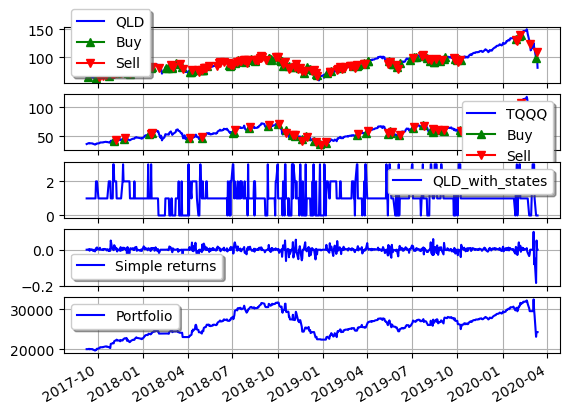 QLD
Buy
Sell
150
100
TQQQ
Buy
Sell
100
50
QLD_with_states
2
0
Simple returns
0.0
−0.2
Portfolio
30000
20000
2017-10
2018-01
2018-04
2018-07
2018-10
2019-01
2019-04
2019-07
2019-10
2020-01
2020-04